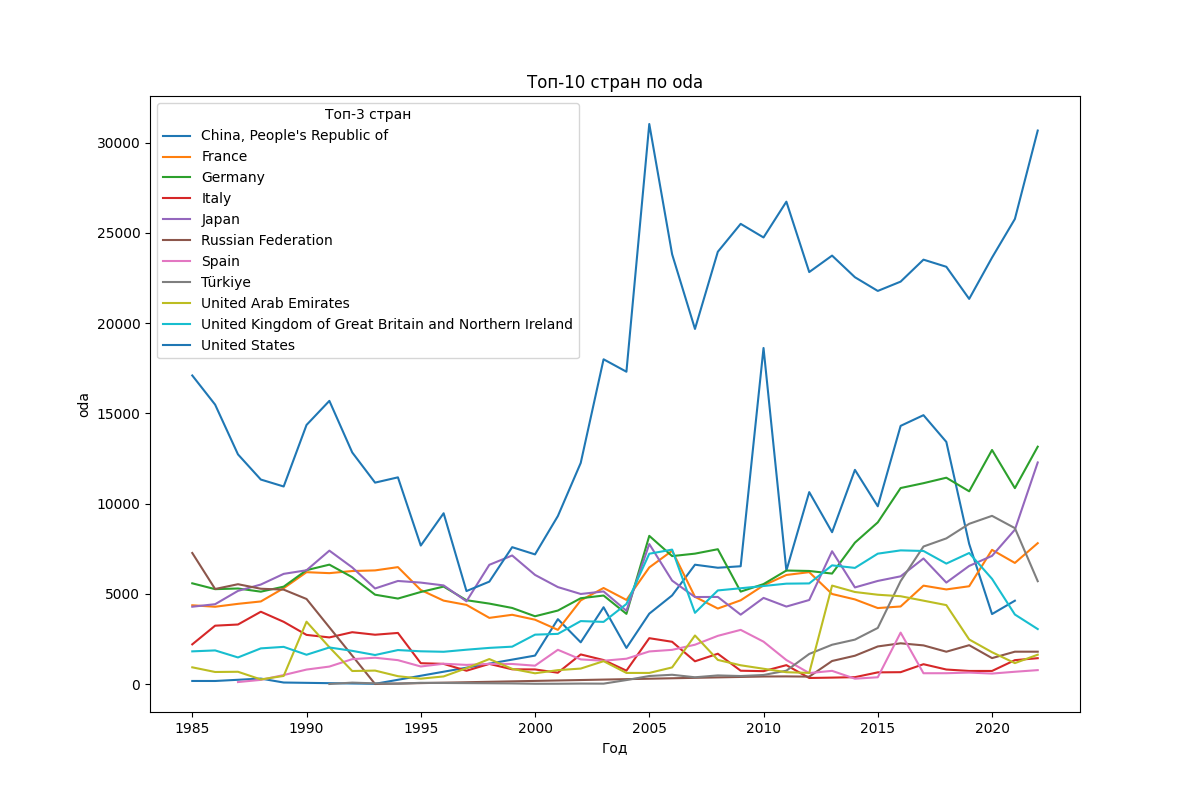 Топ-10 стран по oda
Топ-3 стран
China, People's Republic of
France
Germany
Italy
Japan
Russian Federation
Spain
Türkiye
United Arab Emirates
United Kingdom of Great Britain and Northern Ireland
United States
30000
25000
20000
15000
10000
5000
0
oda
1985 1990 1995 2000 2005 2010 2015 2020
Год